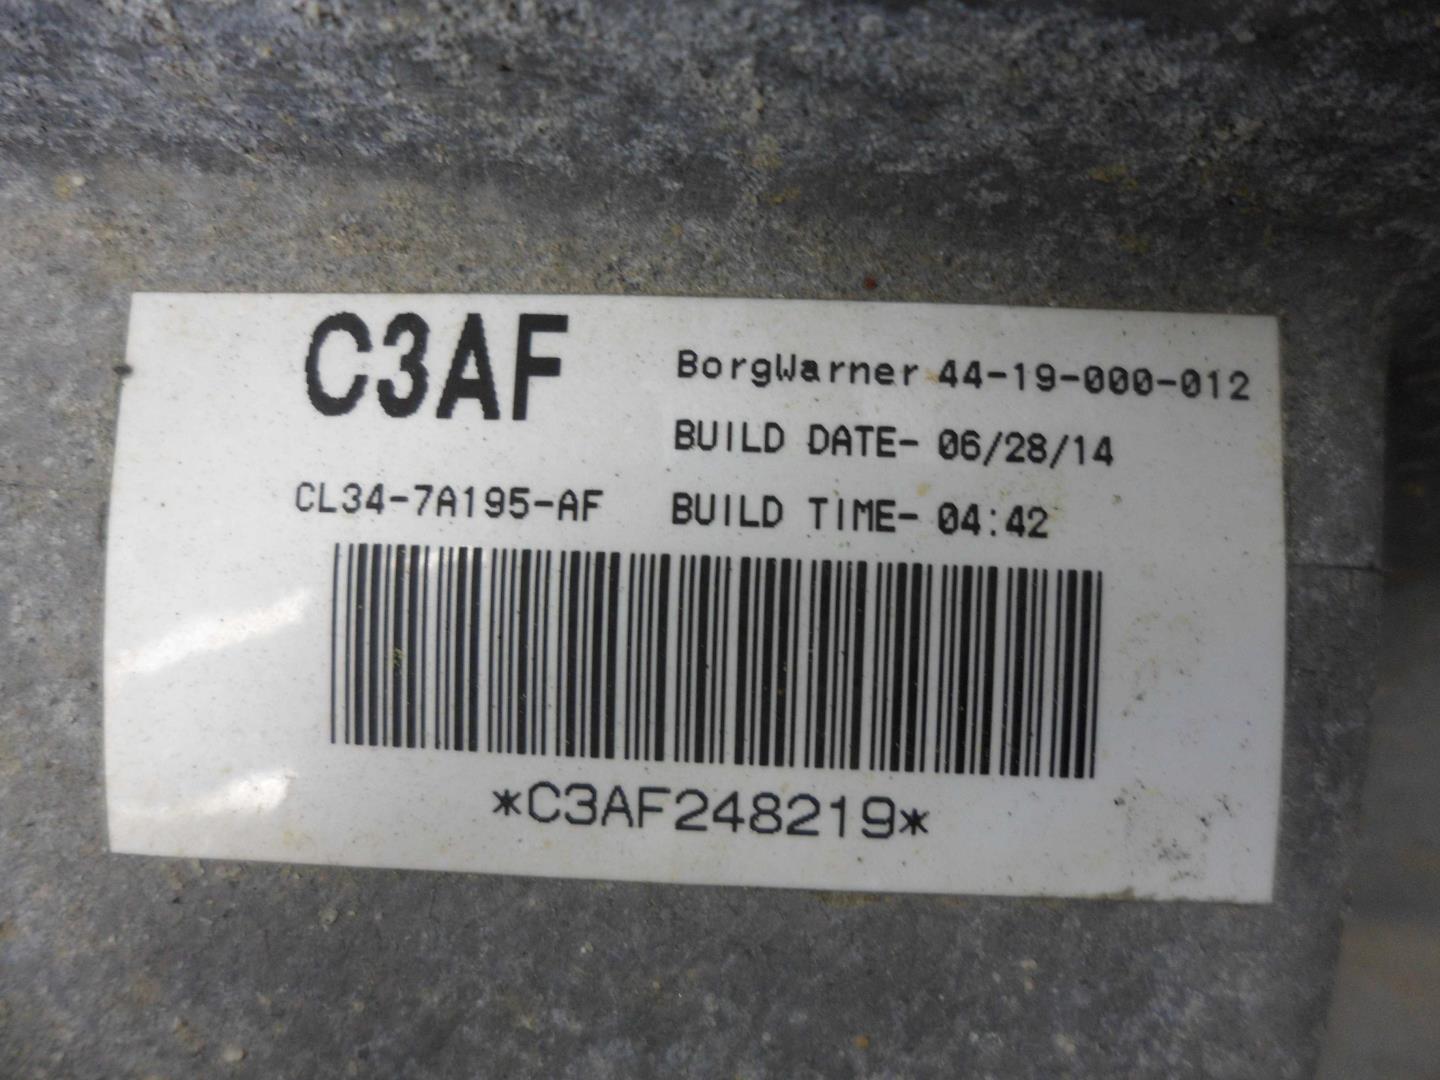 C3AF
BorgWarner 44-19-000-012
BUILD DATE- 06/28/14
CL34-7A195-AF
BUILD TIME- 04:42
*C3AF248219*